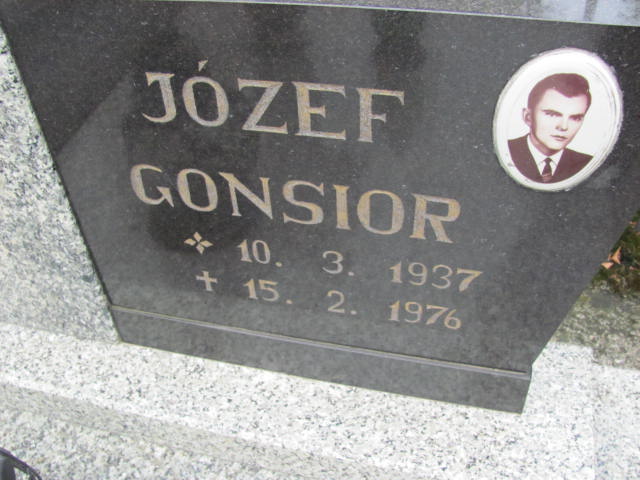 JÓZEF
GONSIOR
10. 3. 1937
† 15. 2. 1976